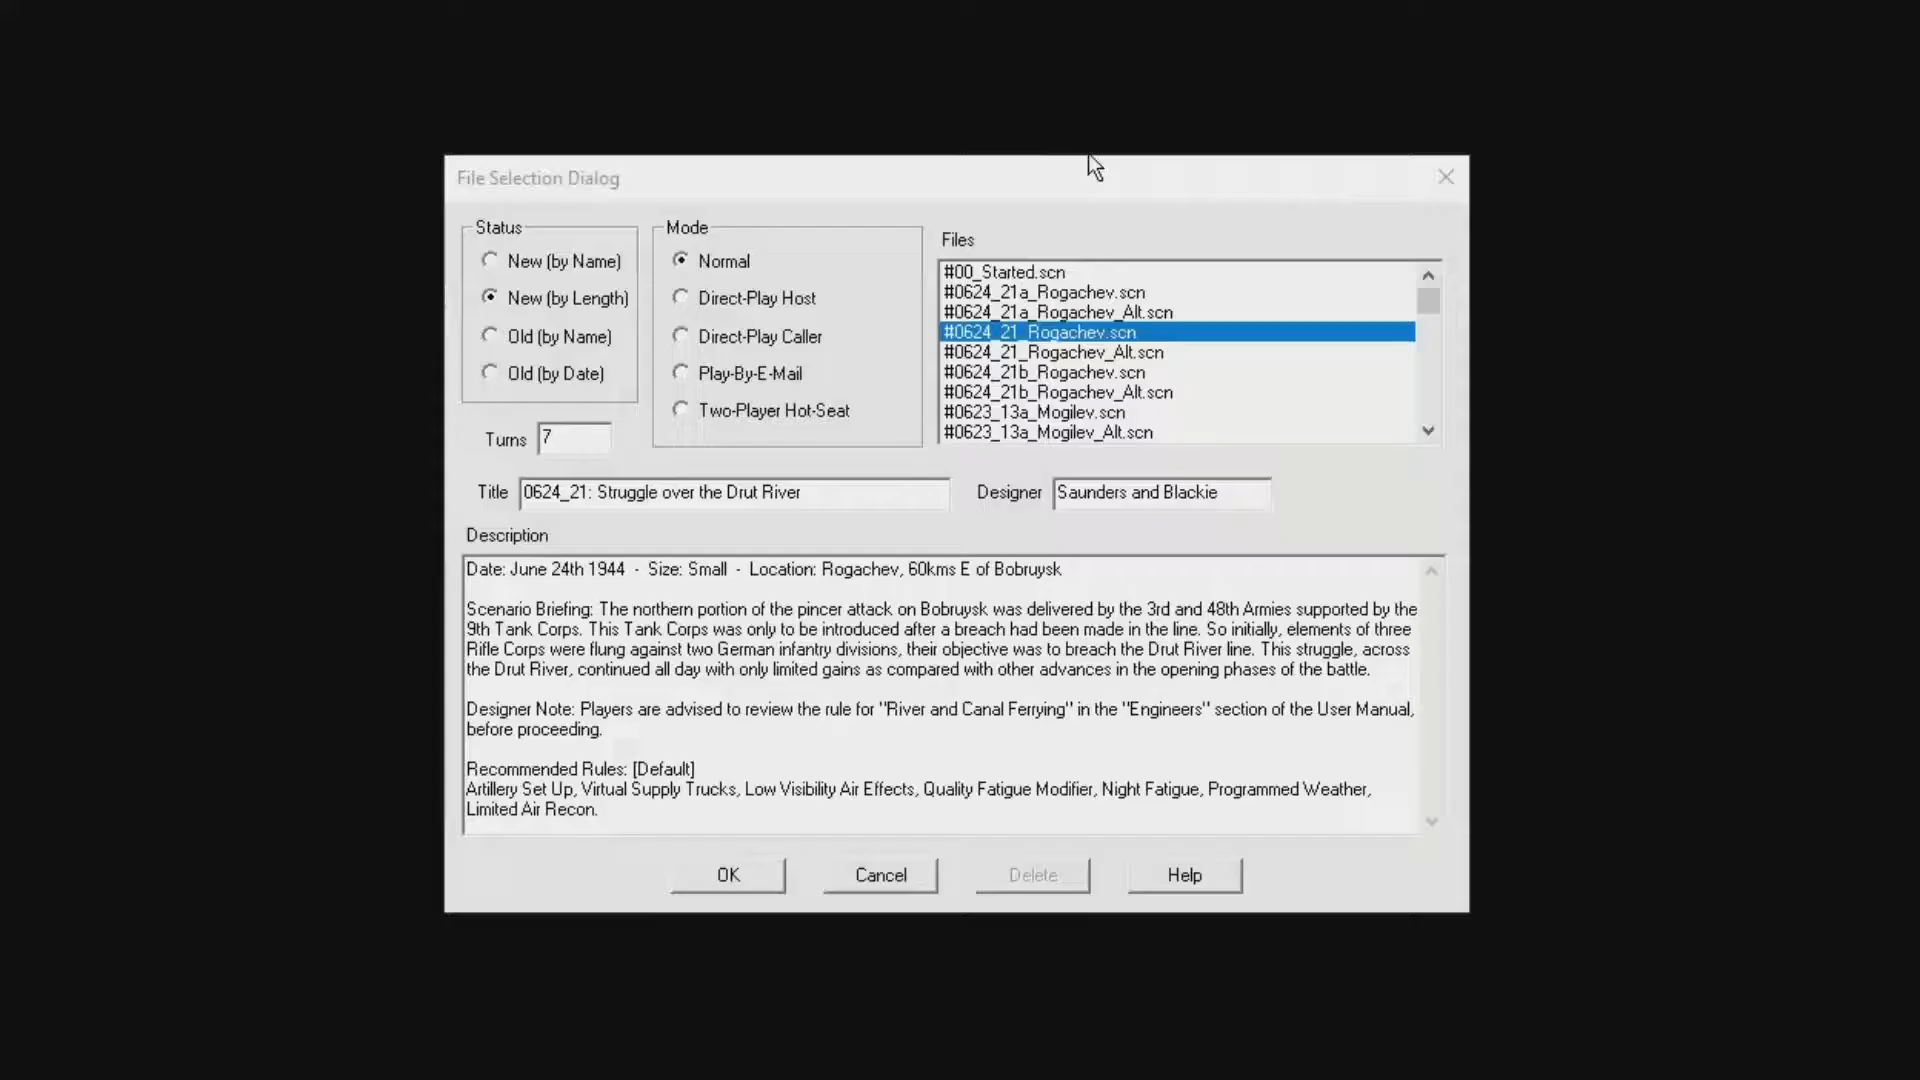 File Selection Dialog
Status
New (by Name)
New (by Length)
Old (by Name)
Old (by Date)
Turns 7
Mode
Normal
Direct-Play Host
Direct-Play Caller
Play-By-E-Mail
Two-Player Hot-Seat
Files
#00_Started.scn
#0624_21a_Rogachev.scn
#0624_21a_Rogachev_Alt.scn
#0624_21_Rogachev.scn
#0624_21_Rogachev_Alt.scn
#0624_21b_Rogachev.scn
#0624_21b_Rogachev_Alt.scn
#0623_13a_Mogilev.scn
#0623_13a_Mogilev_Alt.scn
Title 0624_21: Struggle over the Drut River
Designer Saunders and Blackie
Description
Date: June 24th 1944 - Size: Small - Location: Rogachev, 60kms E of Bobruysk
Scenario Briefing: The northern portion of the pincer attack on Bobruysk was delivered by the 3rd and 48th Armies supported by the
9th Tank Corps. This Tank Corps was only to be introduced after a breach had been made in the line. So initially, elements of three
Rifle Corps were flung against two German infantry divisions, their objective was to breach the Drut River line. This struggle, across
the Drut River, continued all day with only limited gains as compared with other advances in the opening phases of the battle.
Designer Note: Players are advised to review the rule for "River and Canal Ferrying" in the "Engineers" section of the User Manual,
before proceeding.
Recommended Rules: [Default]
Artillery Set Up, Virtual Supply Trucks, Low Visibility Air Effects, Quality Fatigue Modifier, Night Fatigue, Programmed Weather,
Limited Air Recon.
OK
Cancel
Delete
Help